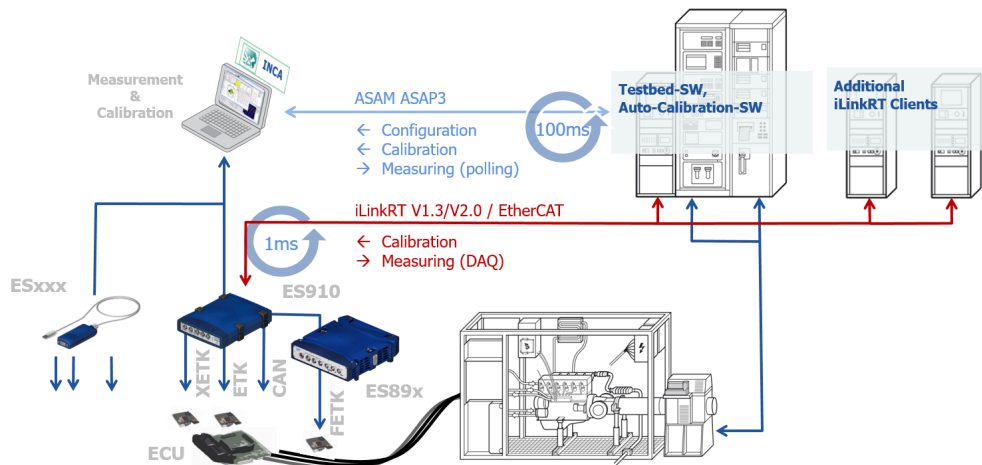 INCA
Measurement
&
Calibration
ASAM ASAP3
← Configuration
← Calibration
→ Measuring (polling)
100ms
Testbed-SW,
Auto-Calibration-SW
Additional
iLinkRT Clients
iLinkRT V1.3/V2.0 / EtherCAT
← Calibration
→ Measuring (DAQ)
1ms
ESxxx
ES910
XETK
ETK
CAN
ES89x
FETK
ECU